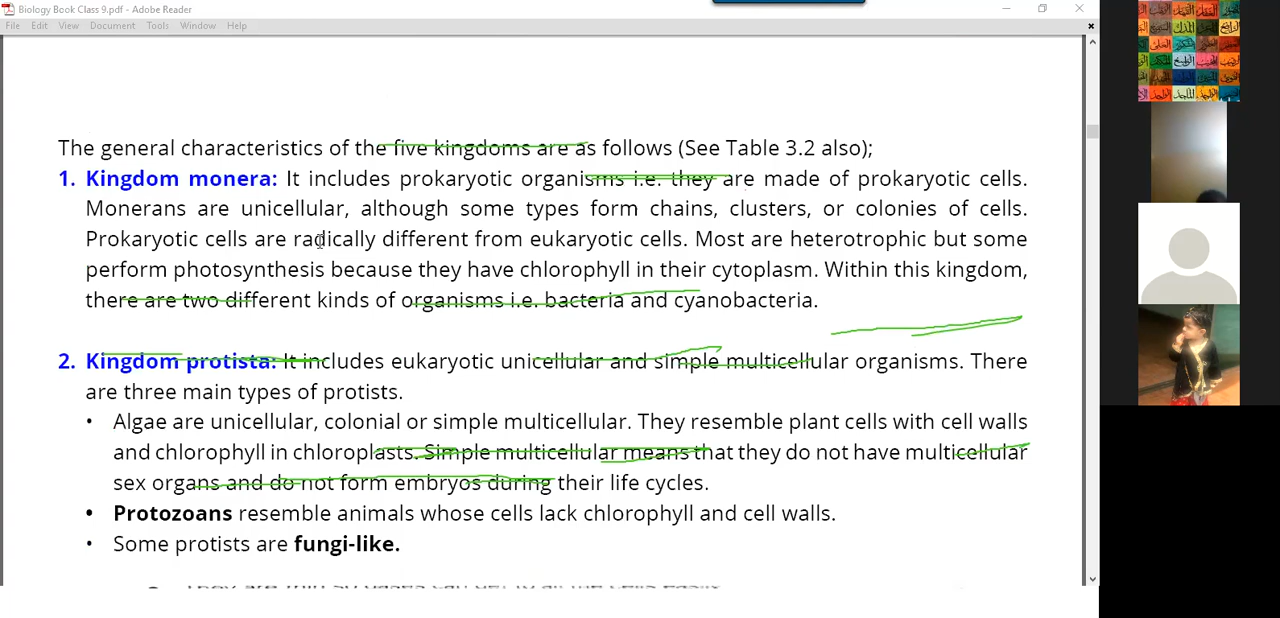 Biology Book Class 9.pdf - Adobe Reader
File Edit View Document Tools Window Help
The general characteristics of the five kingdoms are as follows (See Table 3.2 also);
1. Kingdom monera: It includes prokaryotic organisms i.e. they are made of prokaryotic cells.
Monerans are unicellular, although some types form chains, clusters, or colonies of cells.
Prokaryotic cells are radically different from eukaryotic cells. Most are heterotrophic but some
perform photosynthesis because they have chlorophyll in their cytoplasm. Within this kingdom,
there are two different kinds of organisms i.e. bacteria and cyanobacteria.
2. Kingdom protista: It includes eukaryotic unicellular and simple multicellular organisms. There
are three main types of protists.
• Algae are unicellular, colonial or simple multicellular. They resemble plant cells with cell walls
and chlorophyll in chloroplasts. Simple multicellular means that they do not have multicellular
sex organs and do not form embryos during their life cycles.
• Protozoans resemble animals whose cells lack chlorophyll and cell walls.
• Some protists are fungi-like.